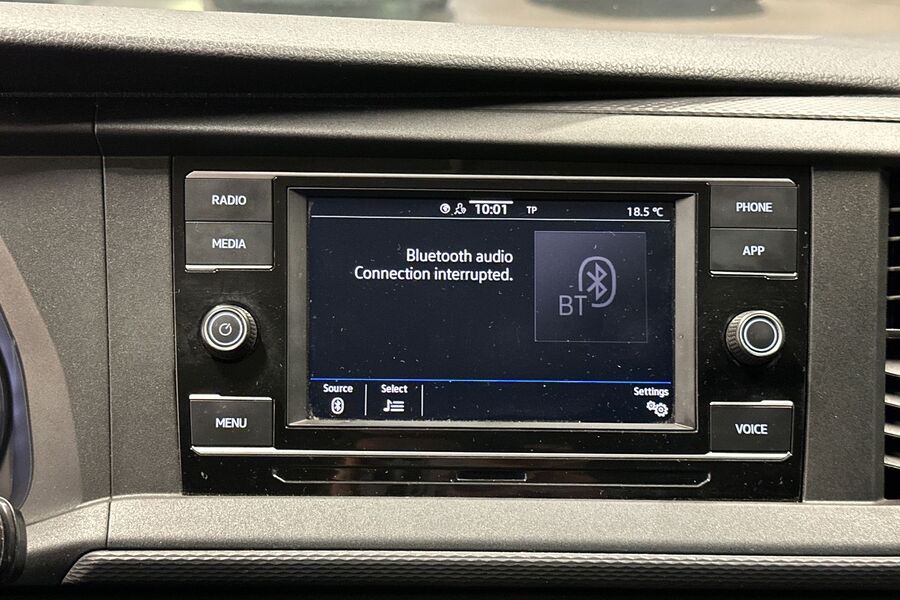 RADIO
MEDIA
MENU
10:01 TP 18.5 °C
Bluetooth audio
Connection interrupted.
BT
Source Select Settings
PHONE
APP
VOICE